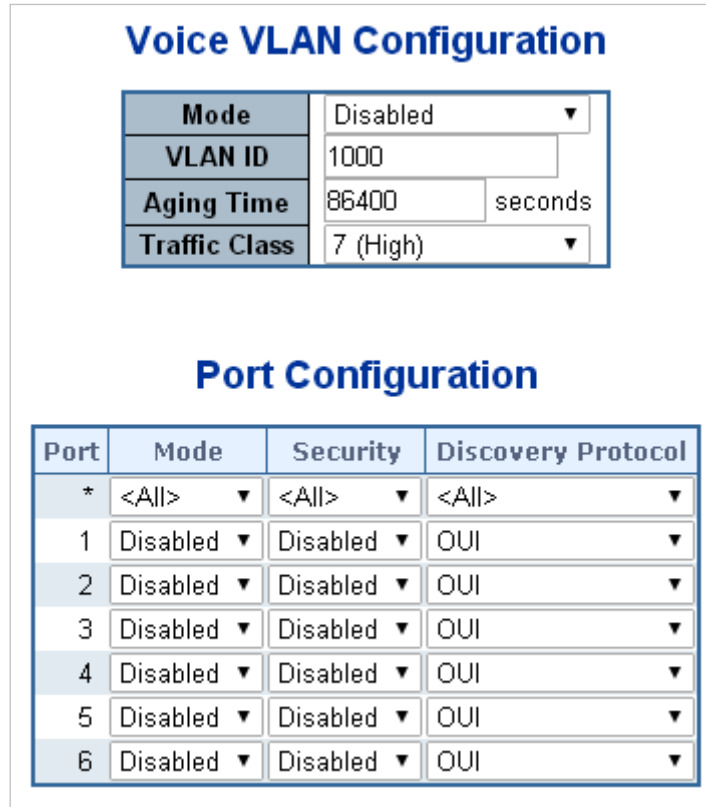 Voice VLAN Configuration
Mode Disabled
VLAN ID 1000
Aging Time 86400 seconds
Traffic Class 7 (High)
Port Configuration
Port Mode Security Discovery Protocol
* <All> <All> <All>
1 Disabled Disabled OUI
2 Disabled Disabled OUI
3 Disabled Disabled OUI
4 Disabled Disabled OUI
5 Disabled Disabled OUI
6 Disabled Disabled OUI